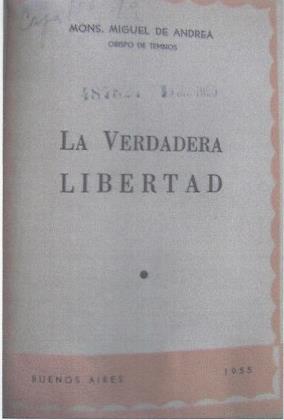 MONS. MIGUEL DE ANDREA
OBISPO DE TEMNOS
LA VERDADERA
LIBERTAD
BUENOS AIRES
1955